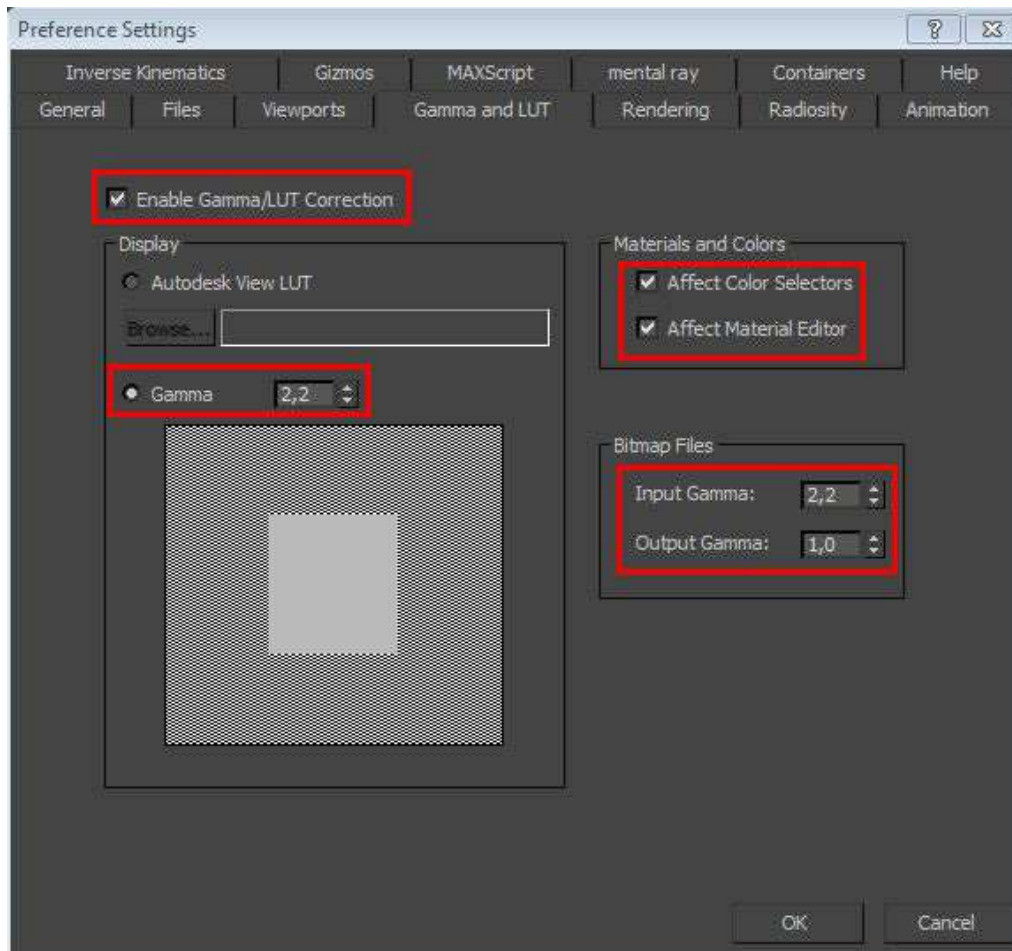 Preference Settings
Inverse Kinematics Gizmos MAXScript mental ray Containers Help
General Files Viewports Gamma and LUT Rendering Radiosity Animation
Enable Gamma/LUT Correction
Display
Autodesk View LUT
Browse...
Gamma 2,2
Materials and Colors
Affect Color Selectors
Affect Material Editor
Bitmap Files
Input Gamma: 2,2
Output Gamma: 1,0
OK Cancel